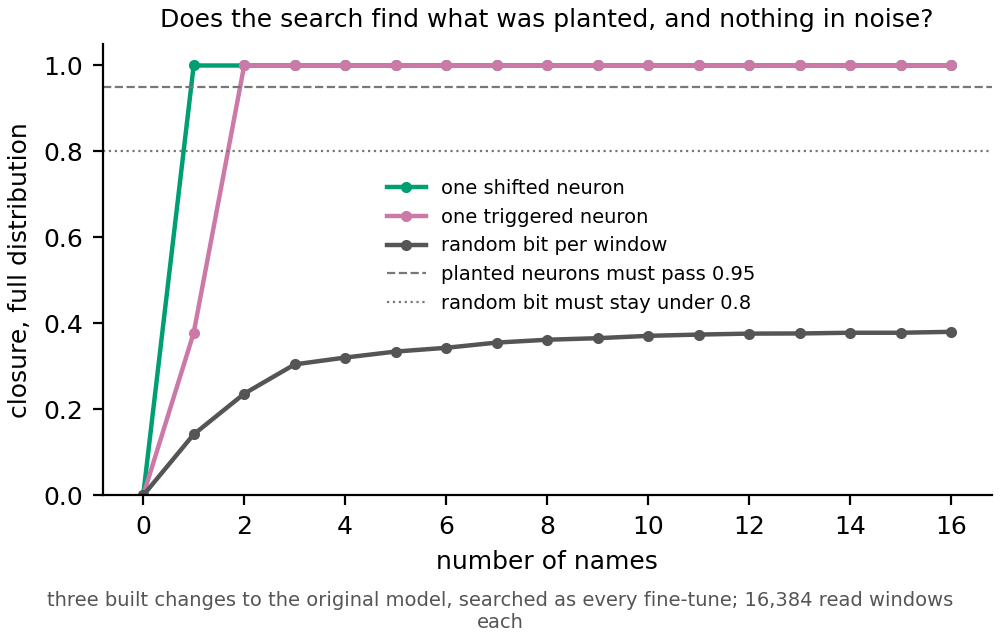 Does the search find what was planted, and nothing in noise?
closure, full distribution
1.0
0.8
0.6
0.4
0.2
0.0
one shifted neuron
one triggered neuron
random bit per window
planted neurons must pass 0.95
random bit must stay under 0.8
0 2 4 6 8 10 12 14 16
number of names
three built changes to the original model, searched as every fine-tune; 16,384 read windows
each